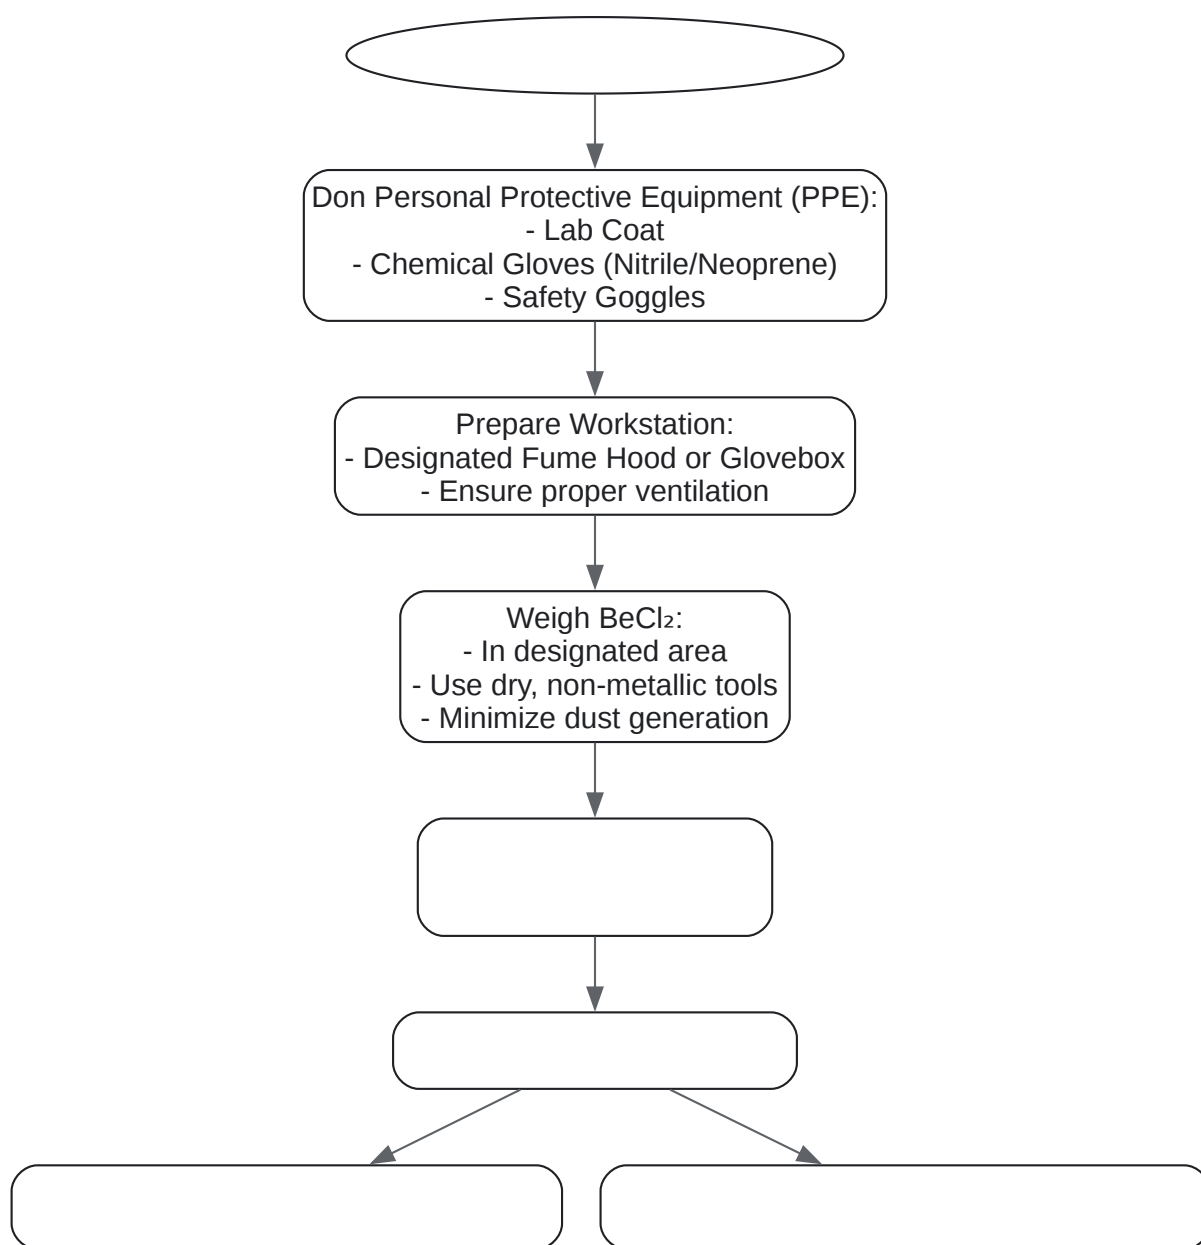 Don Personal Protective Equipment (PPE):
- Lab Coat
- Chemical Gloves (Nitrile/Neoprene)
- Safety Goggles
Prepare Workstation:
- Designated Fume Hood or Glovebox
- Ensure proper ventilation
Weigh BeCl₂:
- In designated area
- Use dry, non-metallic tools
- Minimize dust generation